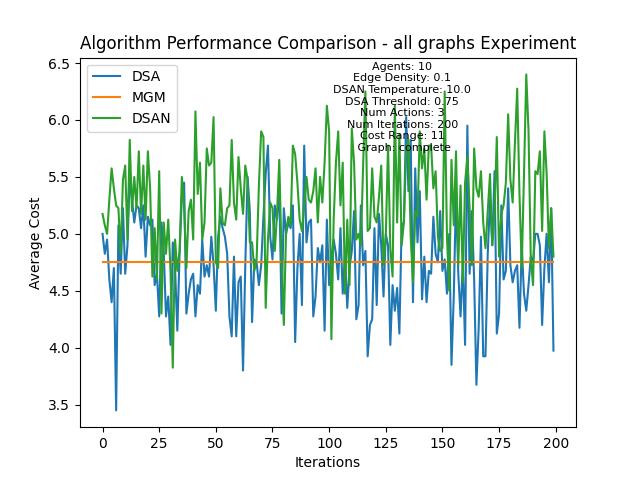 Algorithm Performance Comparison - all graphs Experiment
6.5
6.0
5.5
5.0
4.5
4.0
3.5
Average Cost
DSA
MGM
DSAN
Agents: 10
Edge Density: 0.1
DSAN Temperature: 10.0
DSA Threshold: 0.75
Num Actions: 3
Num Iterations: 200
Cost Range: 11
Graph: complete
0
25
50
75
100
125
150
175
200
Iterations